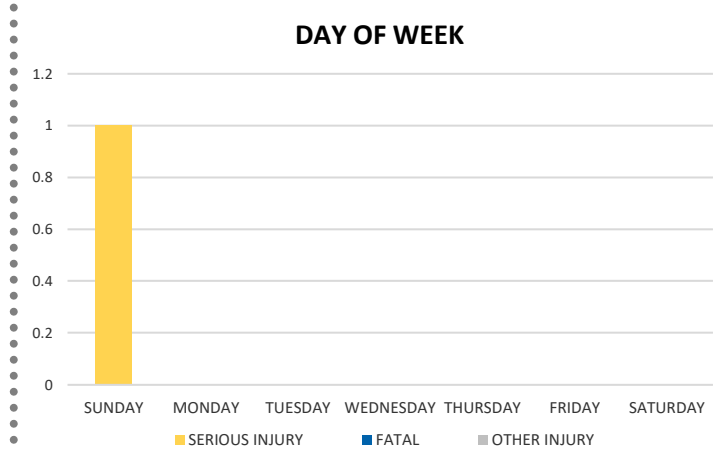 DAY OF WEEK
1.2
1
0.8
0.6
0.4
0.2
0
SUNDAY MONDAY TUESDAY WEDNESDAY THURSDAY FRIDAY SATURDAY
SERIOUS INJURY FATAL OTHER INJURY